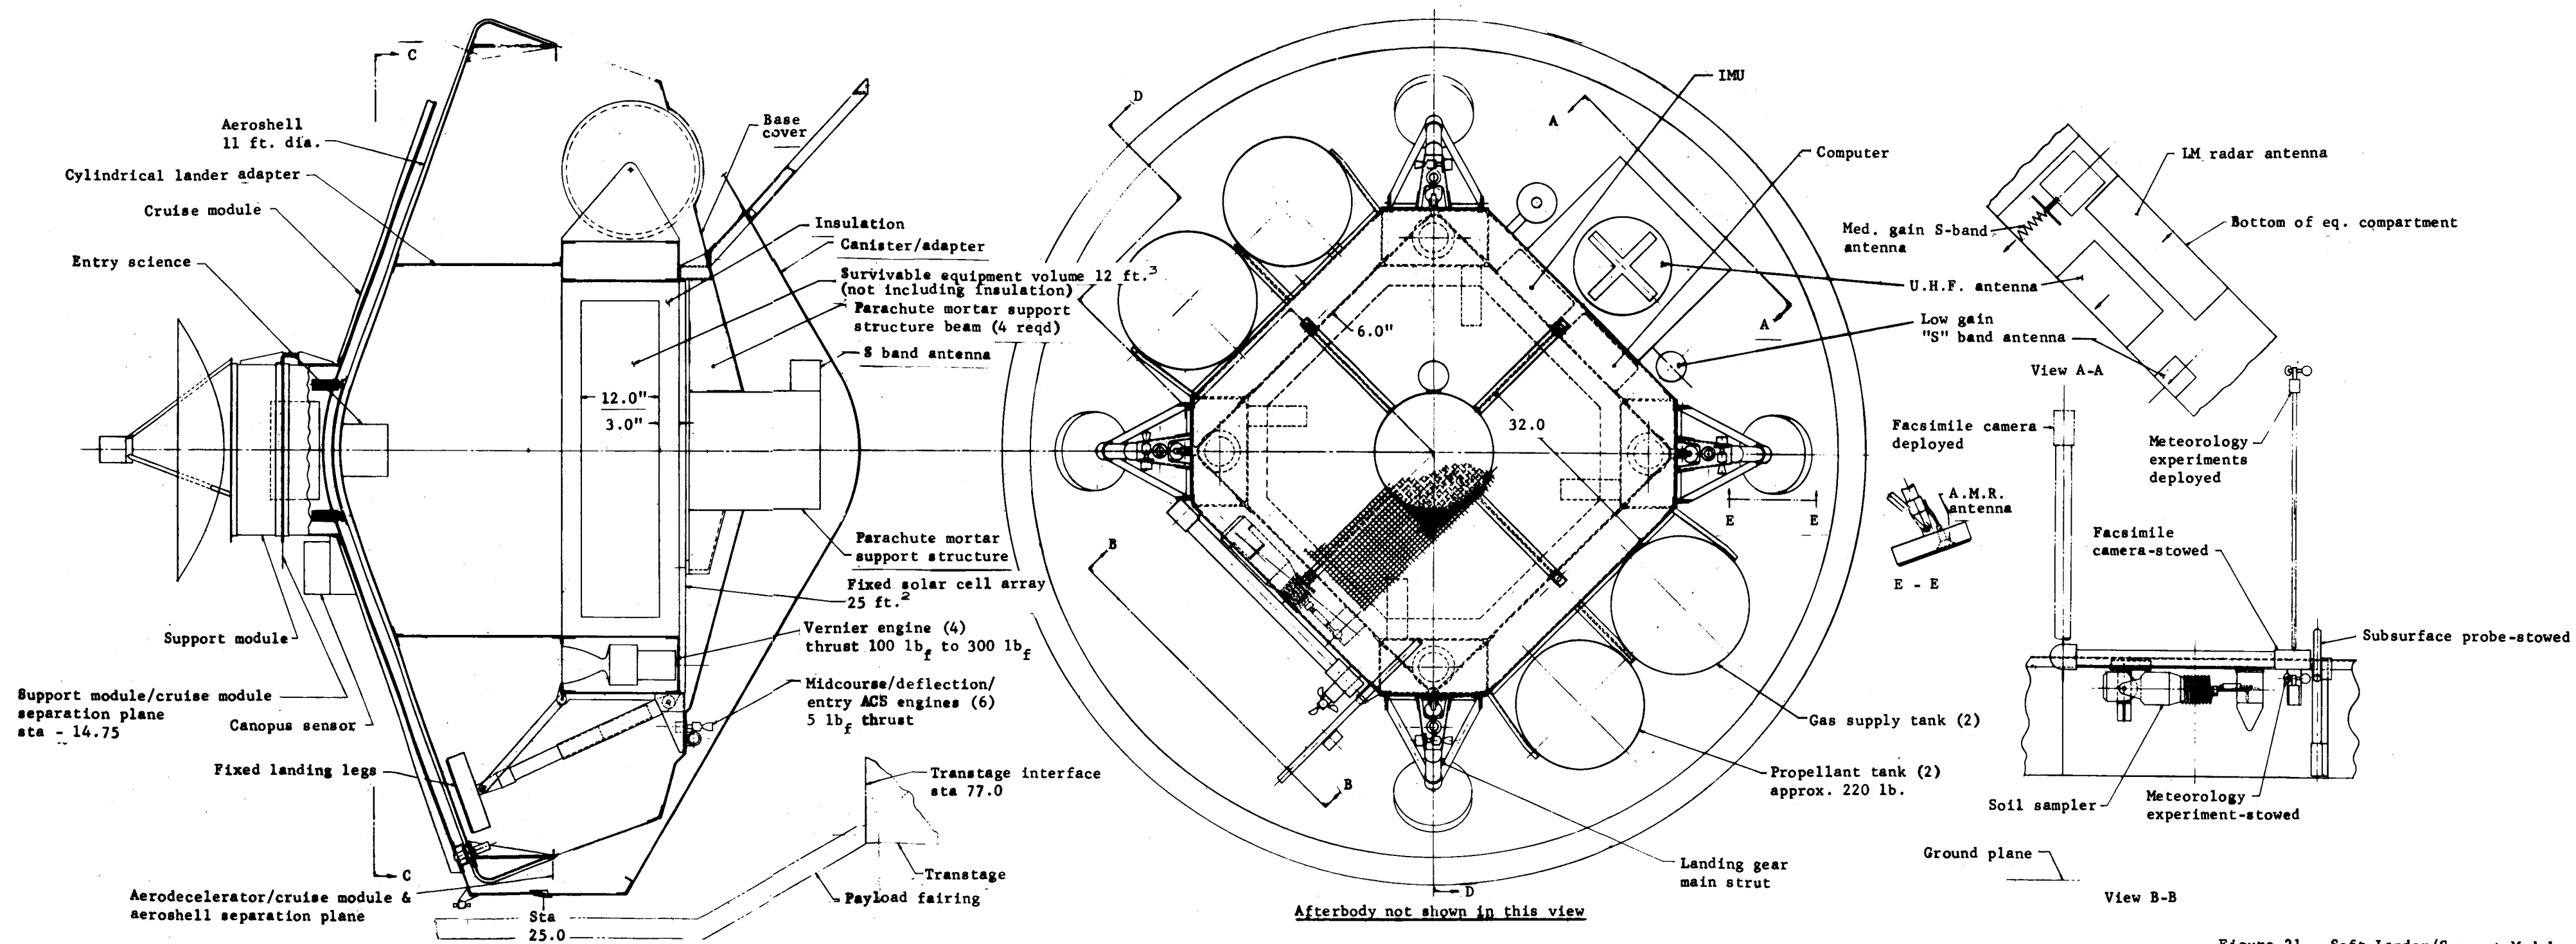 C
Aeroshell
11 ft. dia.
Cylindrical lander adapter
Cruise module
Entry science
Base
cover
Insulation
Canister/adapter
Survivable equipment volume 12 ft.3
(not including insulation)
Parachute mortar support
structure beam (4 reqd)
S band antenna
12.0"
3.0"
Parachute mortar
support structure
Fixed solar cell array
25 ft.2
Vernier engine (4)
thrust 100 lbf to 300 lbf
Midcourse/deflection/
entry ACS engines (6)
5 lbf thrust
Support module
Support module/cruise module
separation plane
sta - 14.75
Canopus sensor
Fixed landing legs
C
Aerodecelerator/cruise module &
aeroshell separation plane
Sta
25.0
Transtage interface
sta 77.0
Transtage
Payload fairing
D
A
IMU
Computer
U.H.F. antenna
Low gain
"S" band antenna
A
6.0"
32.0
E
E
B
B
Gas supply tank (2)
Propellant tank (2)
approx. 220 lb.
Landing gear
main strut
D
Afterbody not shown in this view
LM radar antenna
Med. gain S-band
antenna
Bottom of eq. compartment
View A-A
Facsimile camera
deployed
Meteorology
experiments
deployed
A.M.R.
antenna
E - E
Facsimile
camera-stowed
Subsurface probe-stowed
Soil sampler
Meteorology
experiment-stowed
Ground plane
View B-B